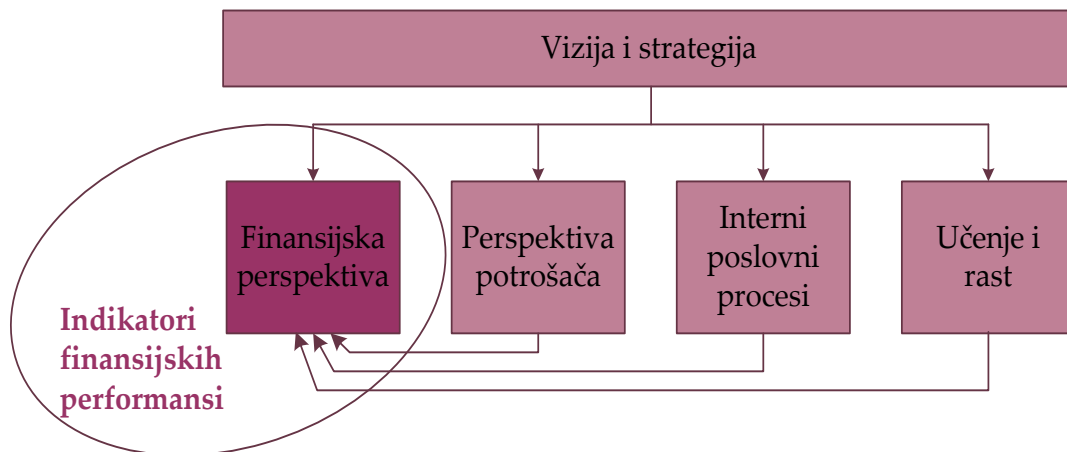 Vizija i strategija
Finansijska
perspektiva
Perspektiva
potrošača
Interni
poslovni
procesi
Učenje i
rast
Indikatori
finansijskih
performansi